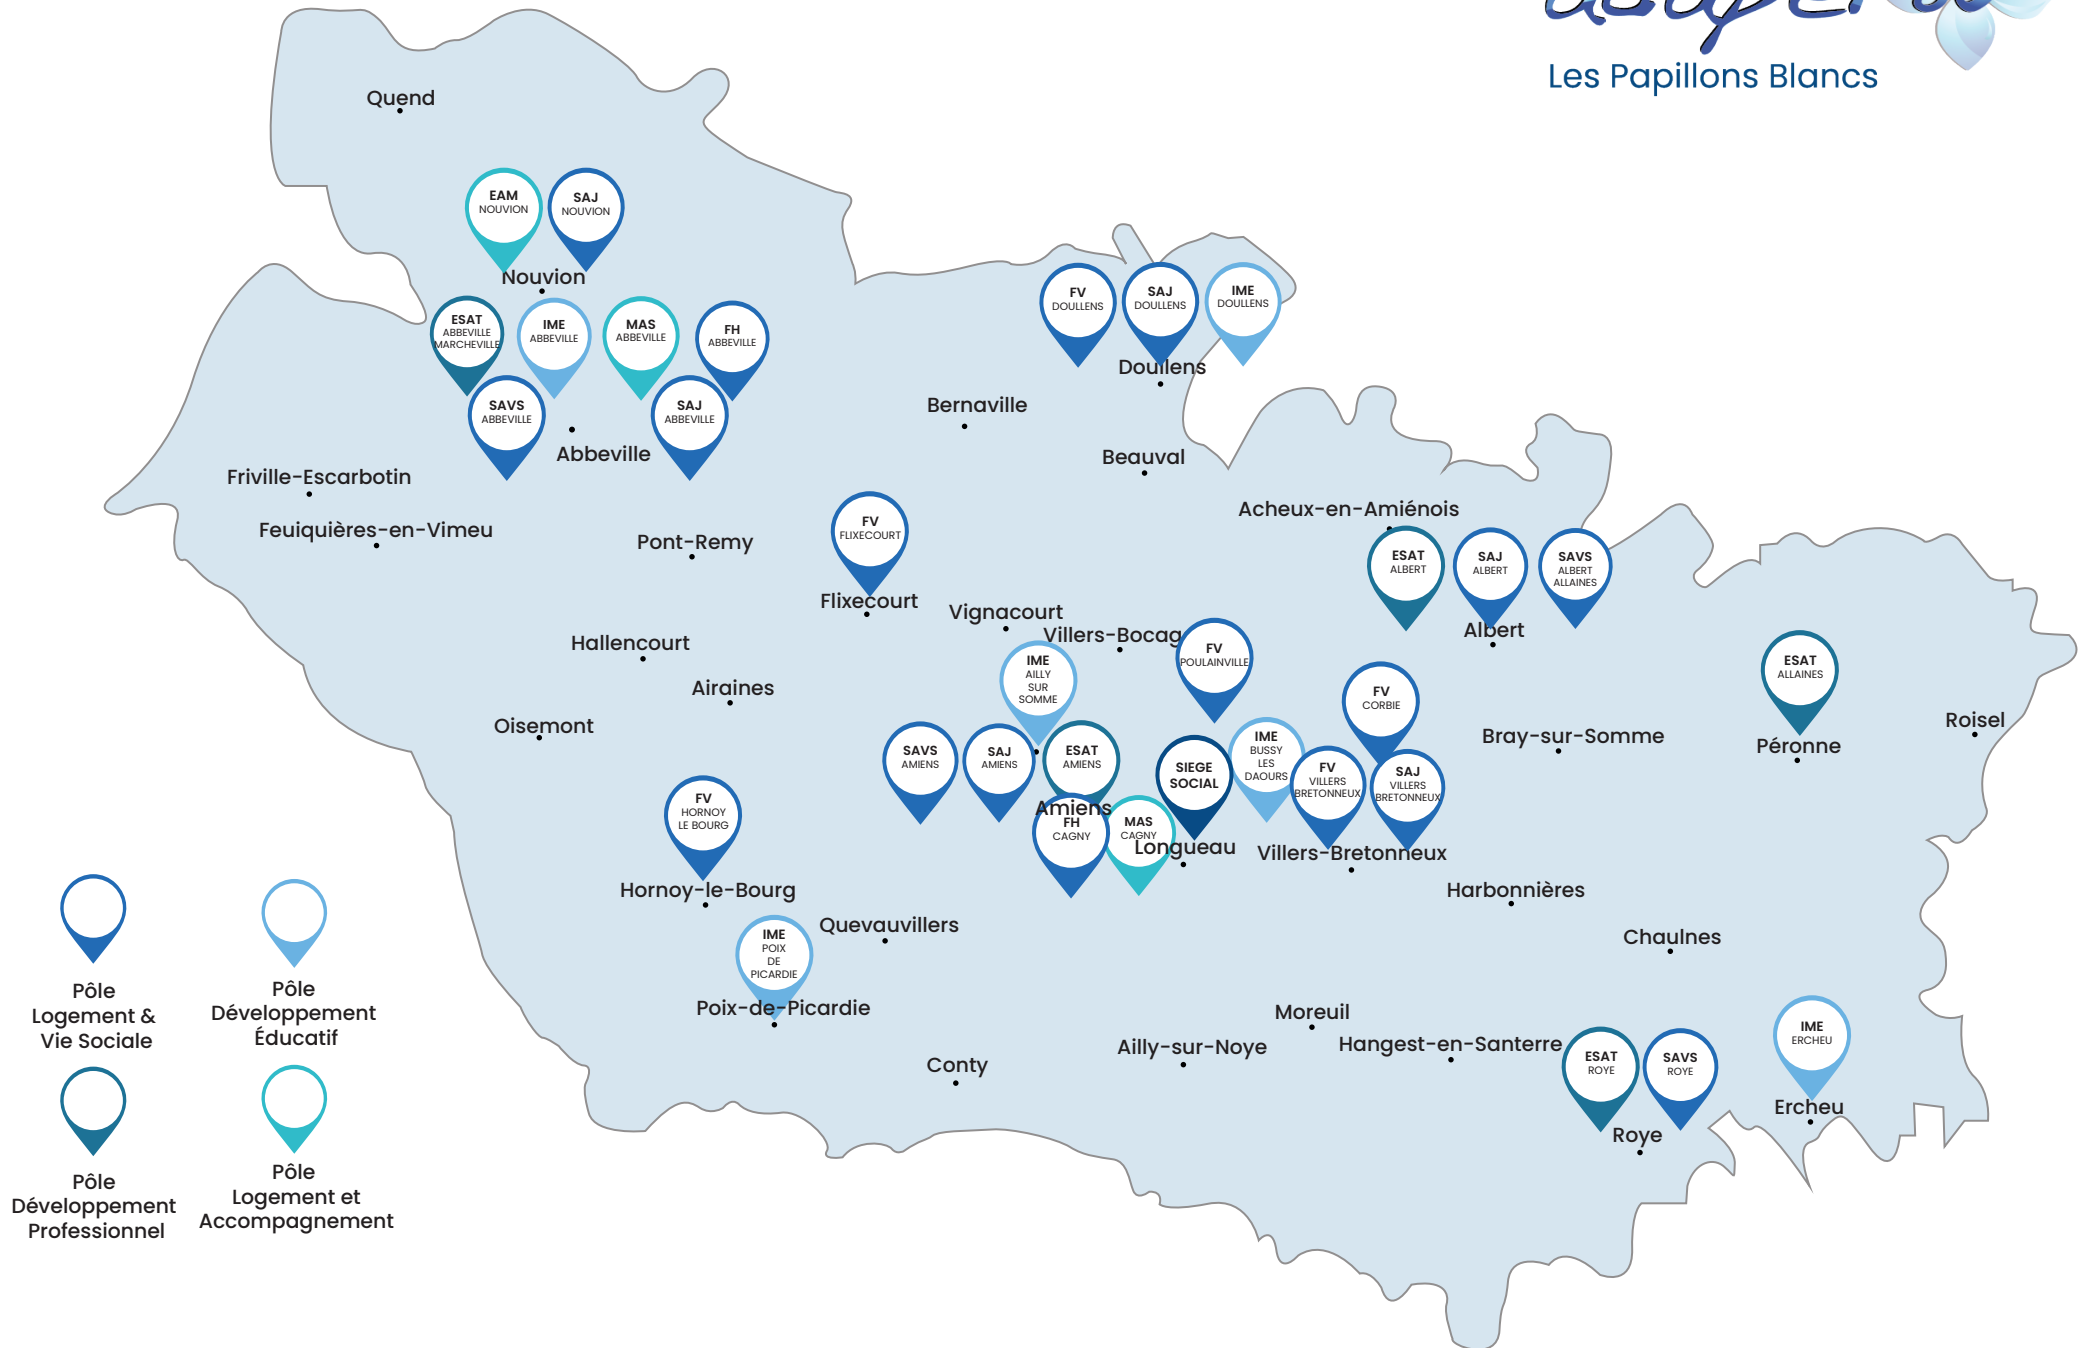 Les Papillons Blancs
Quend
EAM
NOUVION
SAJ
NOUVION
Nouvion
ESAT
ABBEVILLE
MARCHEVILLE
IME
ABBEVILLE
MAS
ABBEVILLE
FH
ABBEVILLE
SAVS
ABBEVILLE
SAJ
ABBEVILLE
Abbeville
FV
DOULLENS
SAJ
DOULLENS
IME
DOULLENS
Doullens
Bernaville
Beauval
Friville-Escarbotin
Feuiquières-en-Vimeu
Pont-Remy
FV
FLIXECOURT
Flixecourt
Acheux-en-Amiénois
ESAT
ALBERT
SAJ
ALBERT
SAVS
ALBERT
ALLAINES
Albert
Vignacourt
Villers-Bocag
Hallencourt
Airaines
Oisemont
IME
AILLY
SUR
SOMME
FV
POULAINVILLE
FV
CORBIE
ESAT
ALLAINES
Péronne
Roisel
Bray-sur-Somme
SAVS
AMIENS
SAJ
AMIENS
ESAT
AMIENS
SIEGE
SOCIAL
IME
BUSSY
LES
DAOURS
FV
VILLERS
BRETONNEUX
SAJ
VILLERS
BRETONNEUX
Amiens
FH
CAGNY
MAS
CAGNY
Longueau
Villers-Bretonneux
FV
HORNOY
LE BOURG
Hornoy-le-Bourg
Harbonnières
Quevauvillers
Chaulnes
IME
POIX
DE
PICARDIE
Poix-de-Picardie
Moreuil
Ailly-sur-Noye
Hangest-en-Santerre
Conty
ESAT
ROYE
SAVS
ROYE
Roye
IME
ERCHEU
Ercheu
Pôle
Logement &
Vie Sociale
Pôle
Développement
Éducatif
Pôle
Développement
Professionnel
Pôle
Logement et
Accompagnement